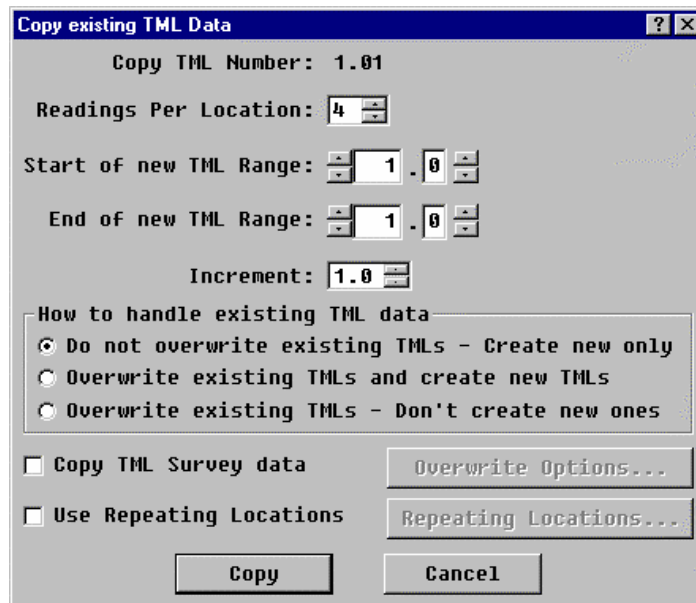 Copy existing TML Data
Copy TML Number: 1.01
Readings Per Location: 4
Start of new TML Range: 1 . 0
End of new TML Range: 1 . 0
Increment: 1.0
How to handle existing TML data
Do not overwrite existing TMLs - Create new only
Overwrite existing TMLs and create new TMLs
Overwrite existing TMLs - Don't create new ones
Copy TML Survey data Overwrite Options...
Use Repeating Locations Repeating Locations...
Copy Cancel